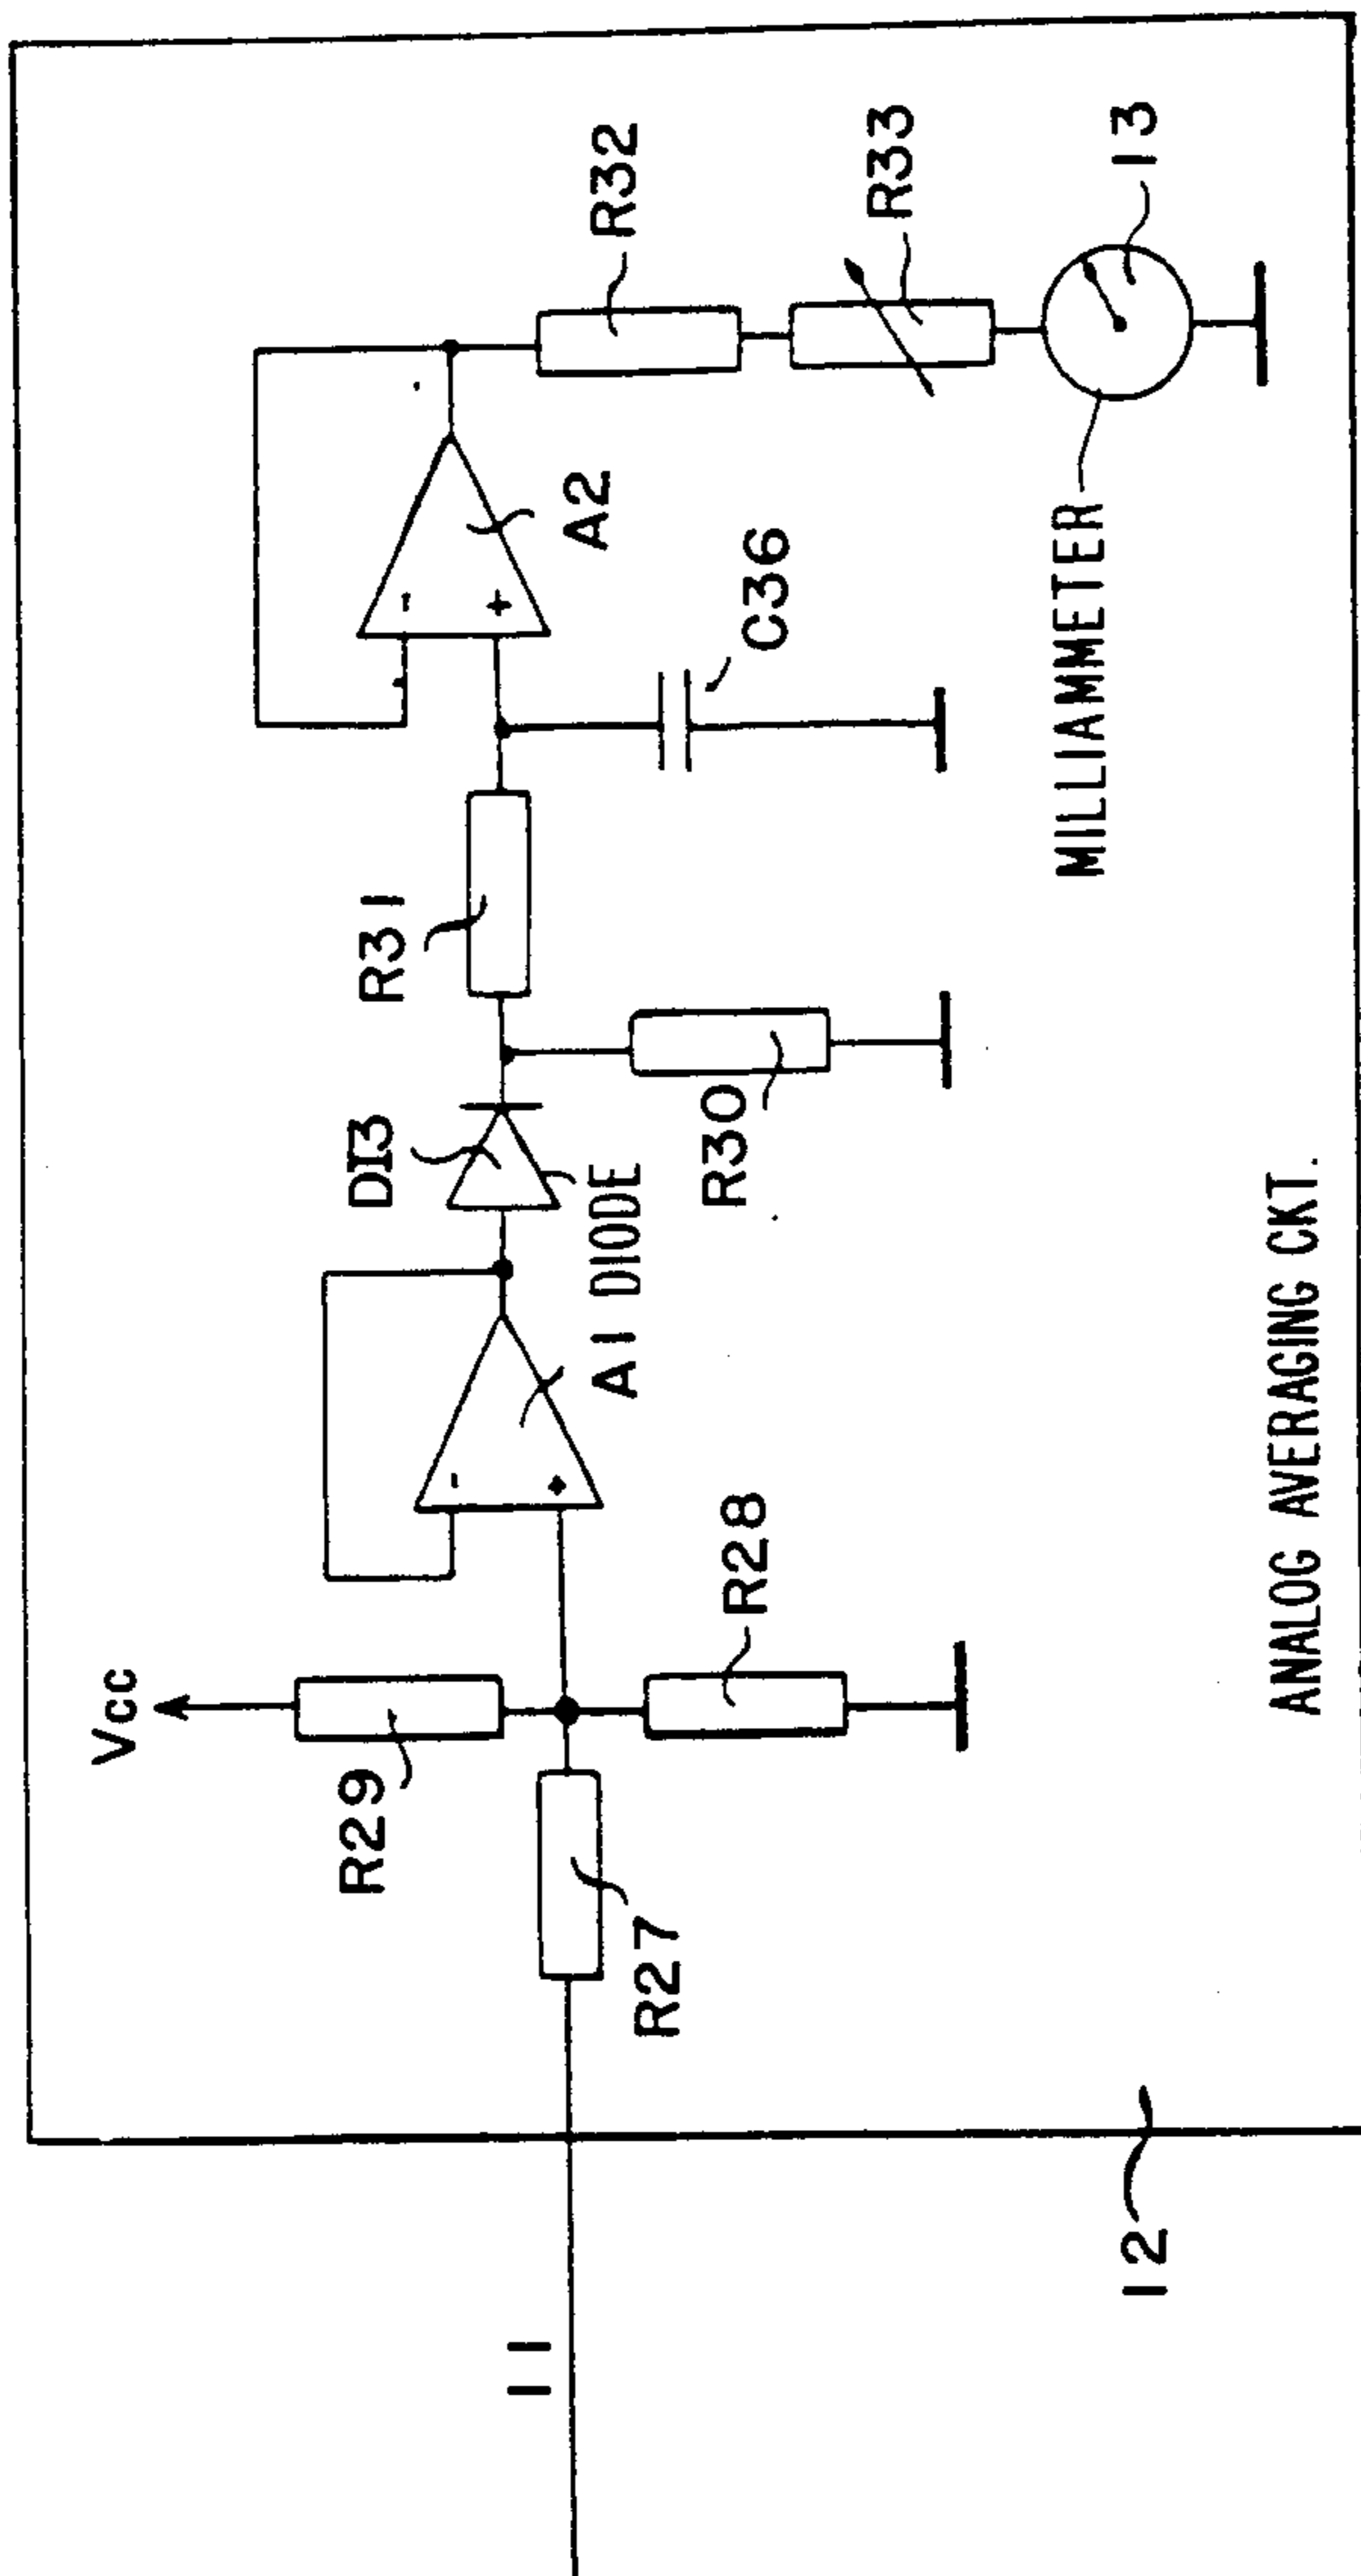 Vcc
R29
R27
R28
A1
DI3
DIODE
R30
R31
C36
A2
R32
R33
13
MILLIAMMETER
11
12
ANALOG AVERAGING CKT.